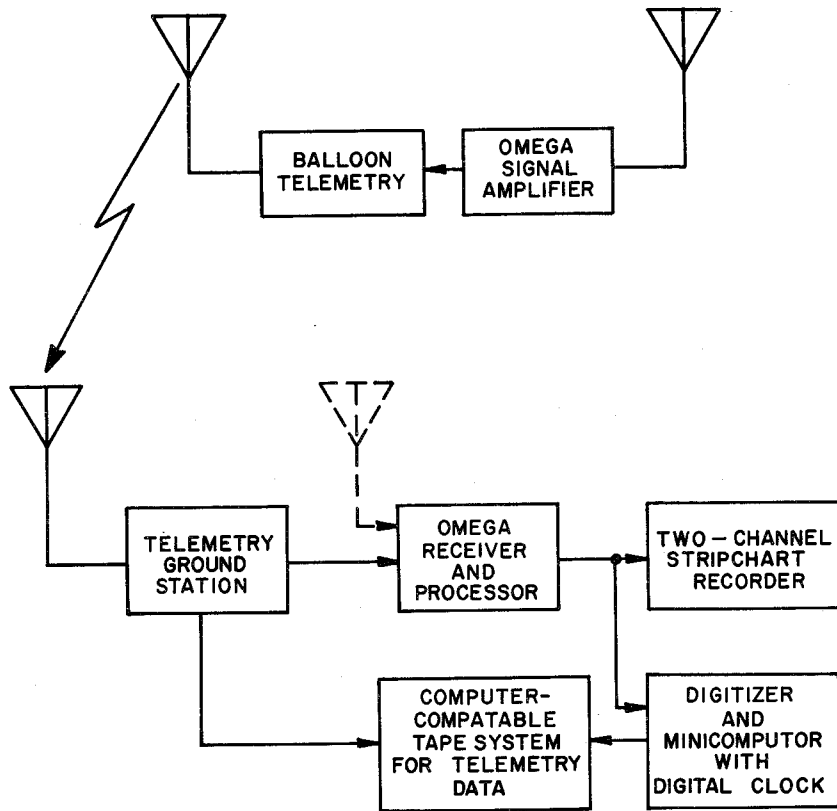 BALLOON
TELEMETRY
OMEGA
SIGNAL
AMPLIFIER
TELEMETRY
GROUND
STATION
OMEGA
RECEIVER
AND
PROCESSOR
TWO-CHANNEL
STRIPCHART
RECORDER
COMPUTER-
COMPATABLE
TAPE SYSTEM
FOR TELEMETRY
DATA
DIGITIZER
AND
MINICOMPUTOR
WITH
DIGITAL CLOCK